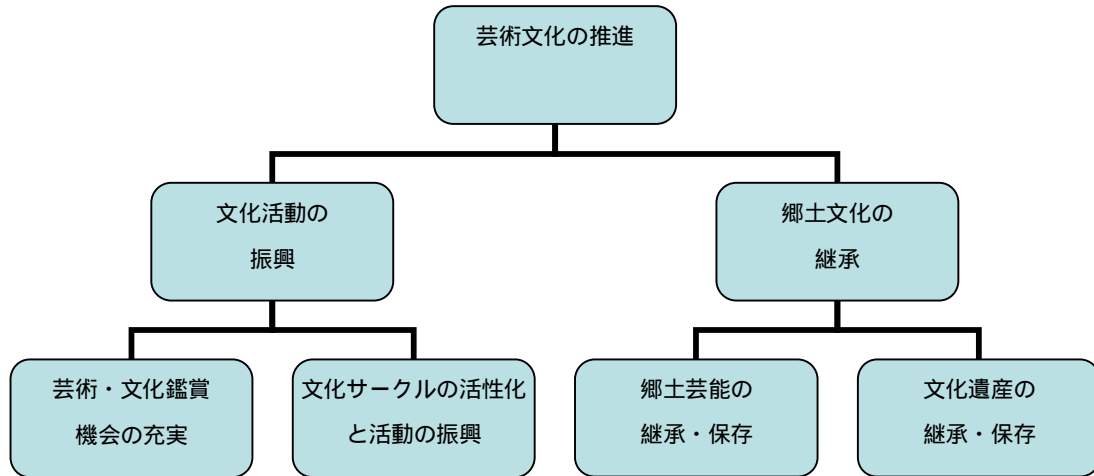 芸術文化の推進
文化活動の
振興
郷土文化の
継承
芸術・文化鑑賞
機会の充実
文化サークルの活性化
と活動の振興
郷土芸能の
継承・保存
文化遺産の
継承・保存